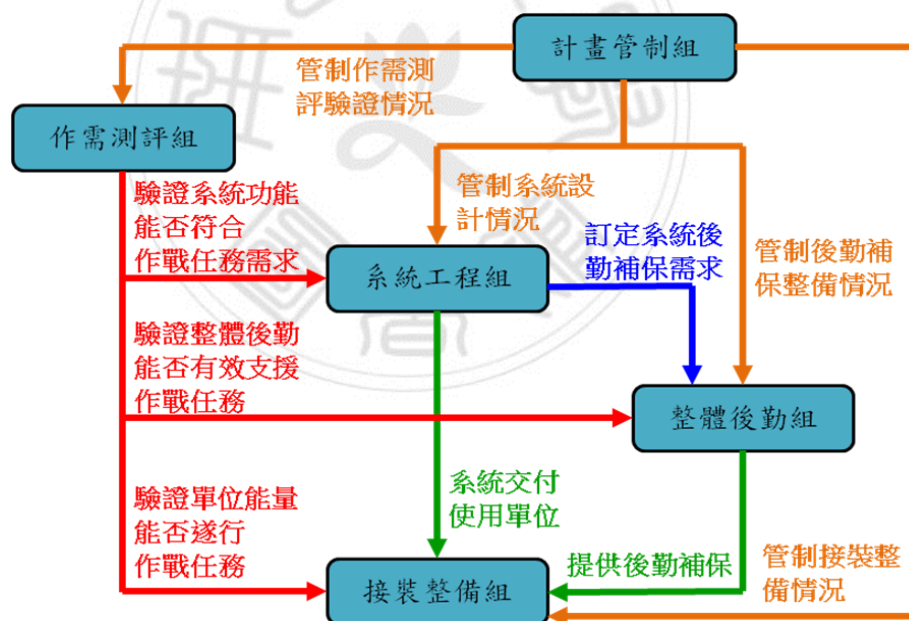 計畫管制組
管制作需測
評驗證情況
作需測評組
驗證系統功能
能否符合
作戰任務需求
管制系統設
計情況
訂定系統後
勤補保需求
管制後勤補
保整備情況
系統工程組
驗證整體後勤
能否有效支援
作戰任務
整體後勤組
系統交付
使用單位
驗證單位能量
能否遂行
作戰任務
提供後勤補保
管制接裝整
備情況
接裝整備組